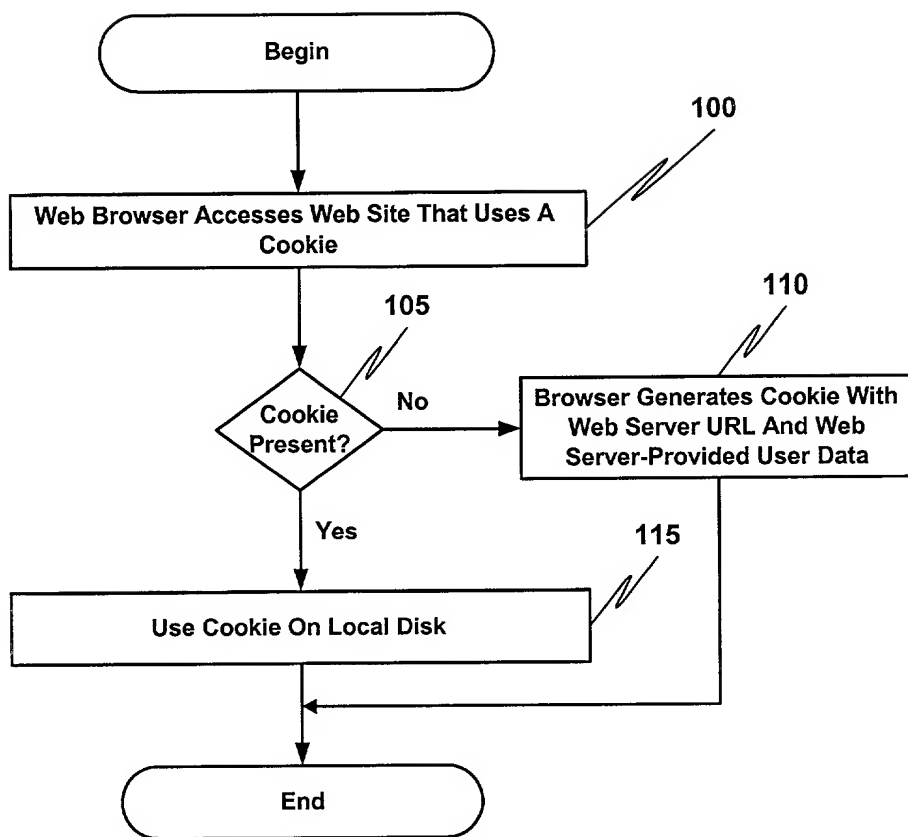 Begin
100
Web Browser Accesses Web Site That Uses A
Cookie
105
110
Cookie
Present?
No
Browser Generates Cookie With
Web Server URL And Web
Server-Provided User Data
Yes
115
Use Cookie On Local Disk
End